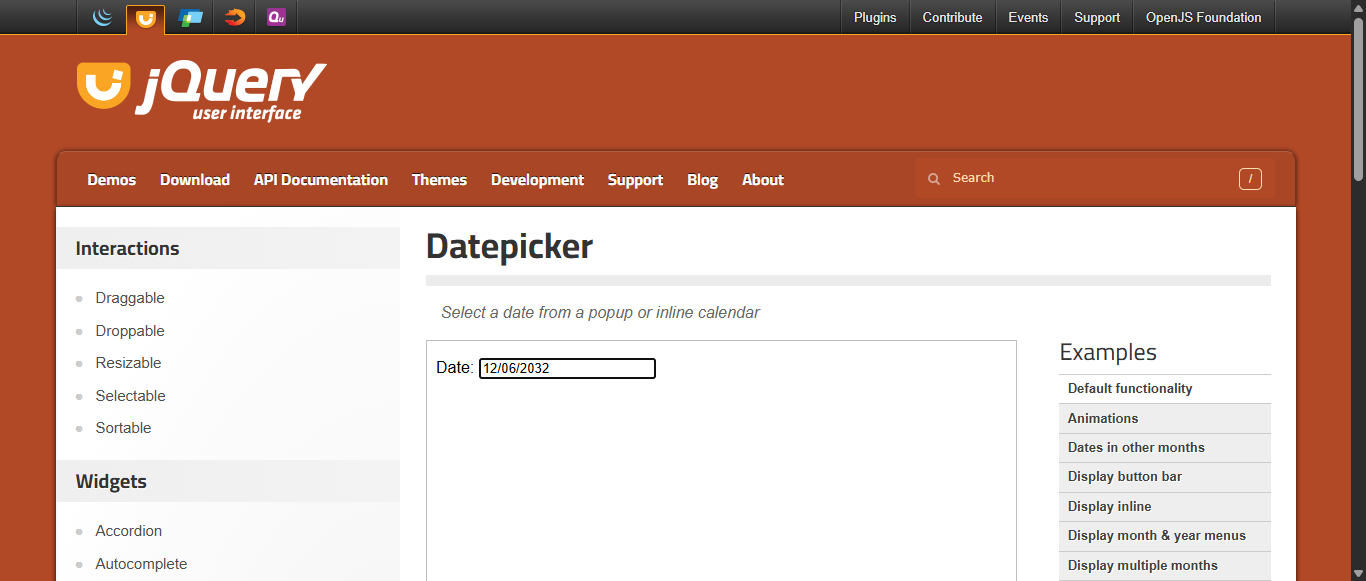 Qu
Plugins Contribute Events Support OpenJS Foundation
jQuery
user interface
Demos Download API Documentation Themes Development Support Blog About Search /
Interactions
Draggable
Droppable
Resizable
Selectable
Sortable
Widgets
Accordion
Autocomplete
Datepicker
Select a date from a popup or inline calendar
Date: 12/06/2032
Examples
Default functionality
Animations
Dates in other months
Display button bar
Display inline
Display month & year menus
Display multiple months